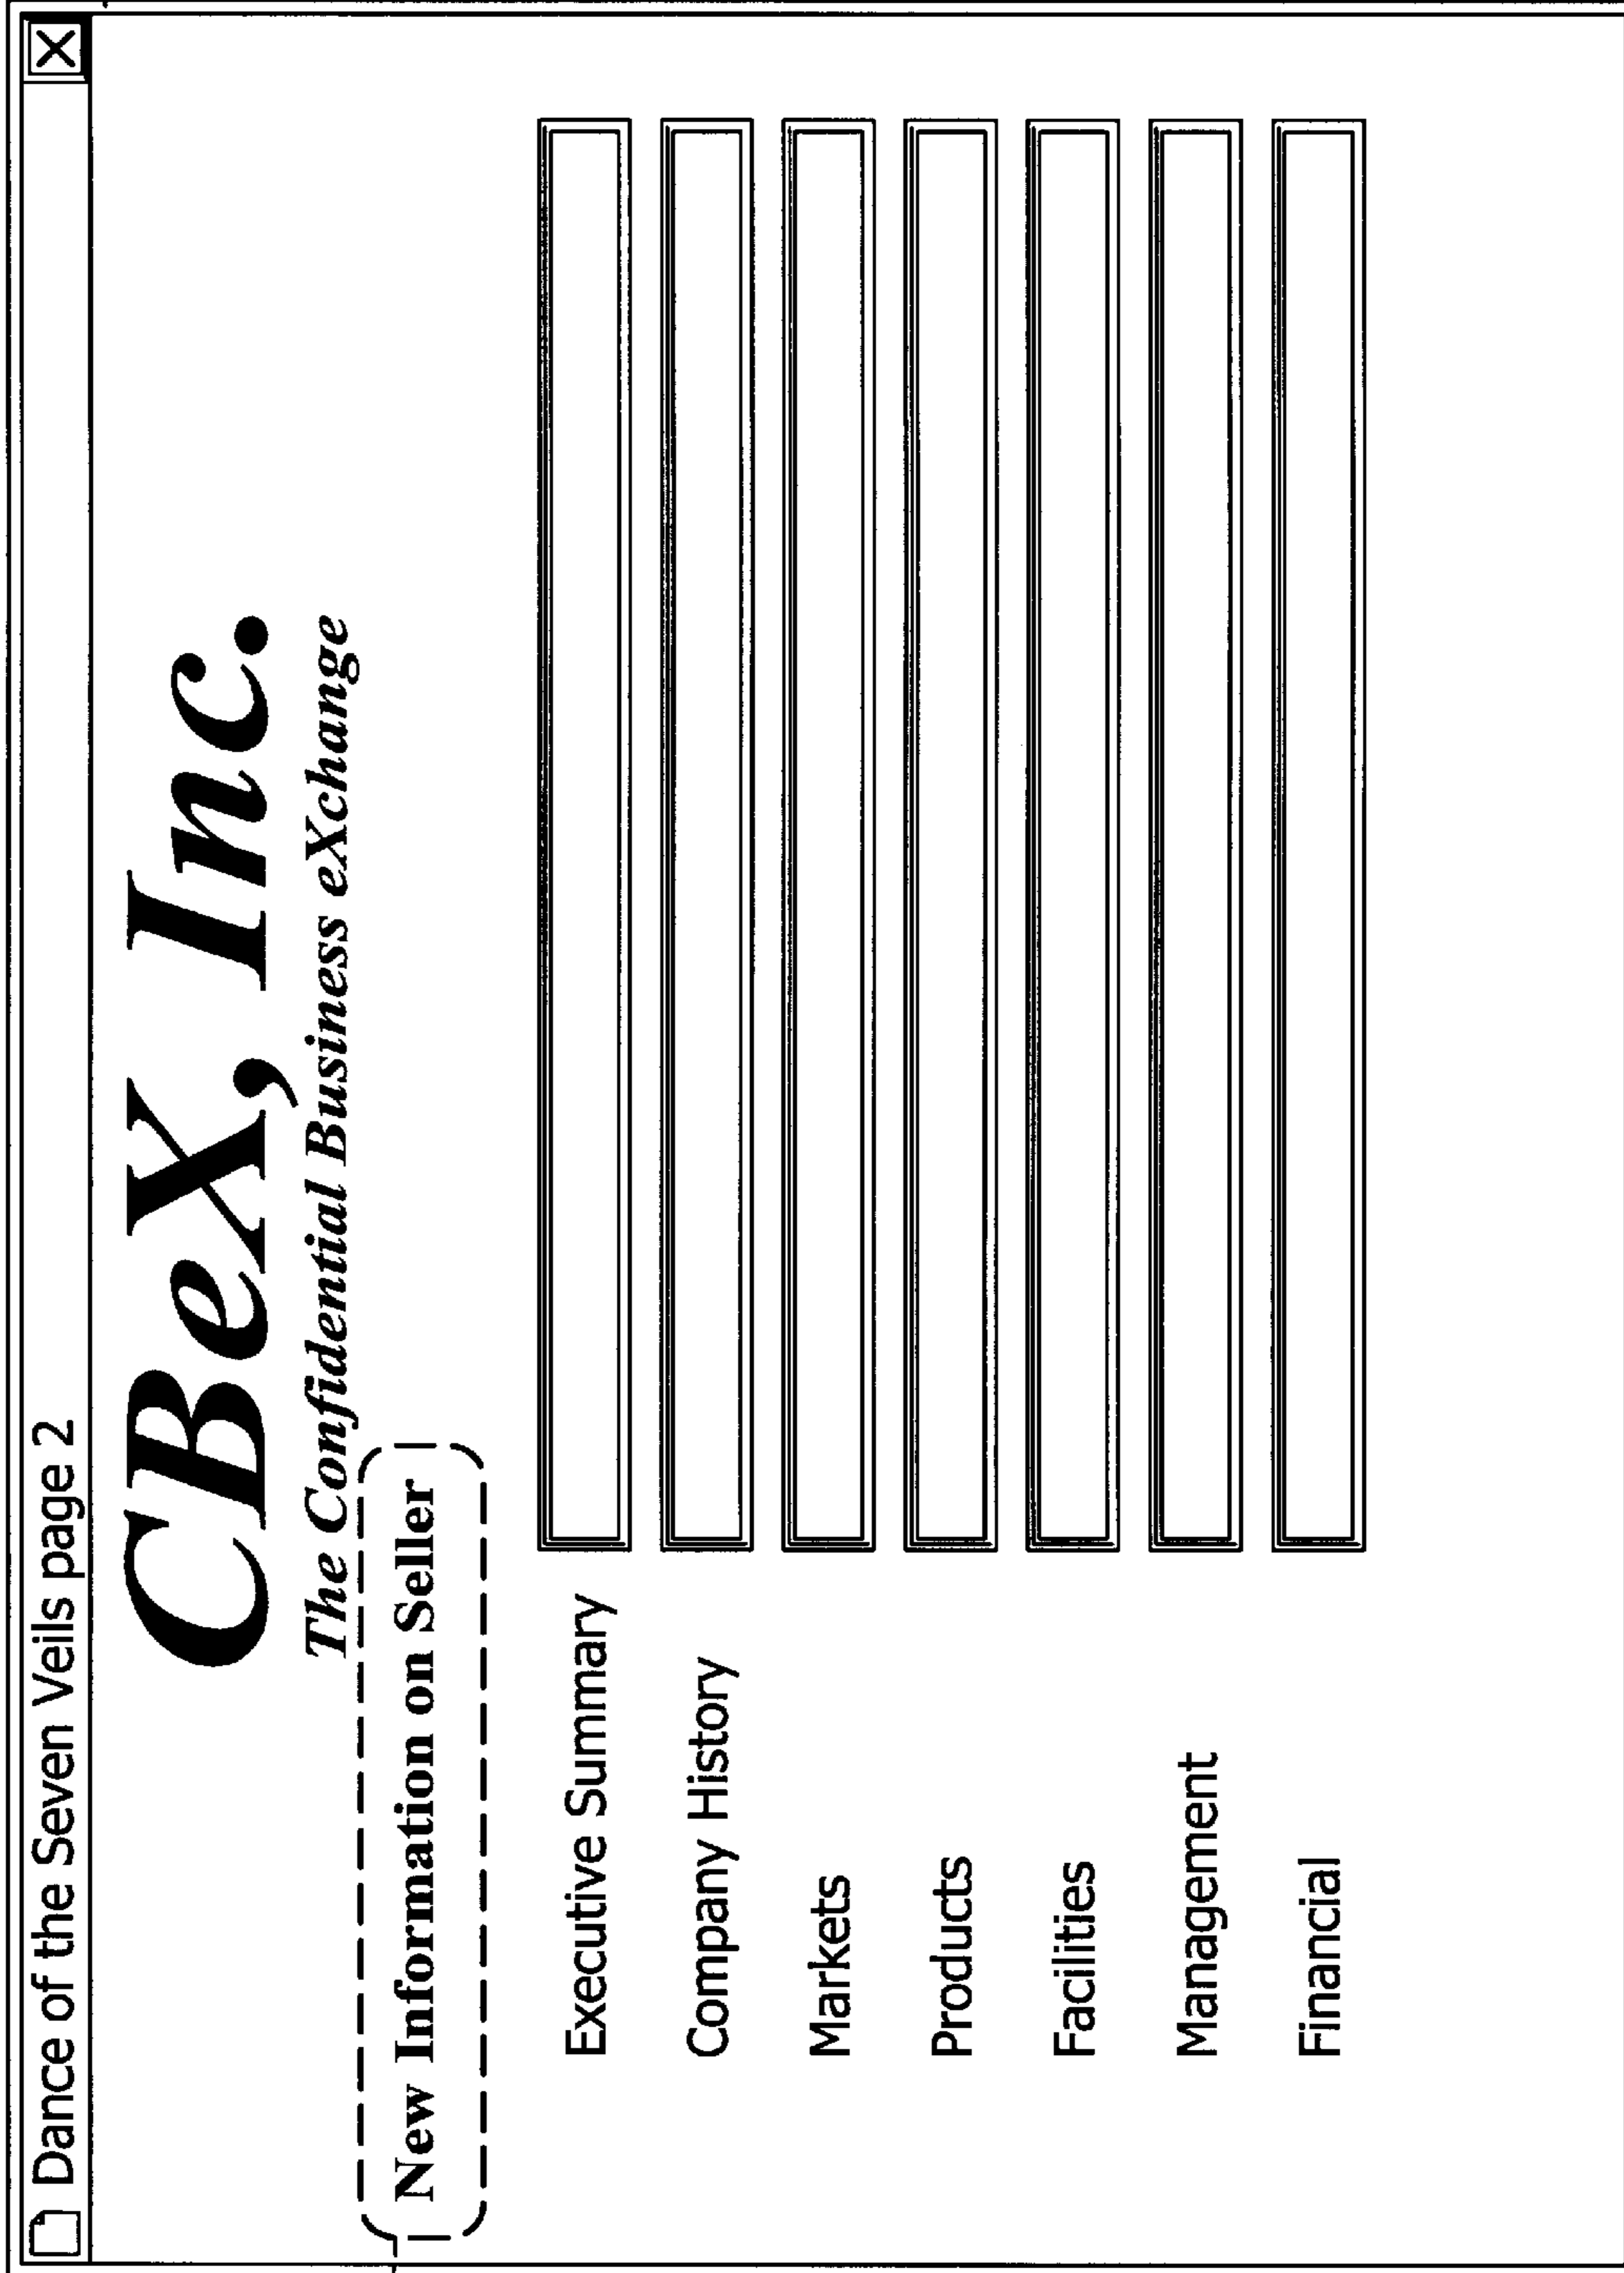 Dance of the Seven Veils page 2
CBeX, Inc.
The Confidential Business eXchange
New Information on Seller
Executive Summary
Company History
Markets
Products
Facilities
Management
Financial